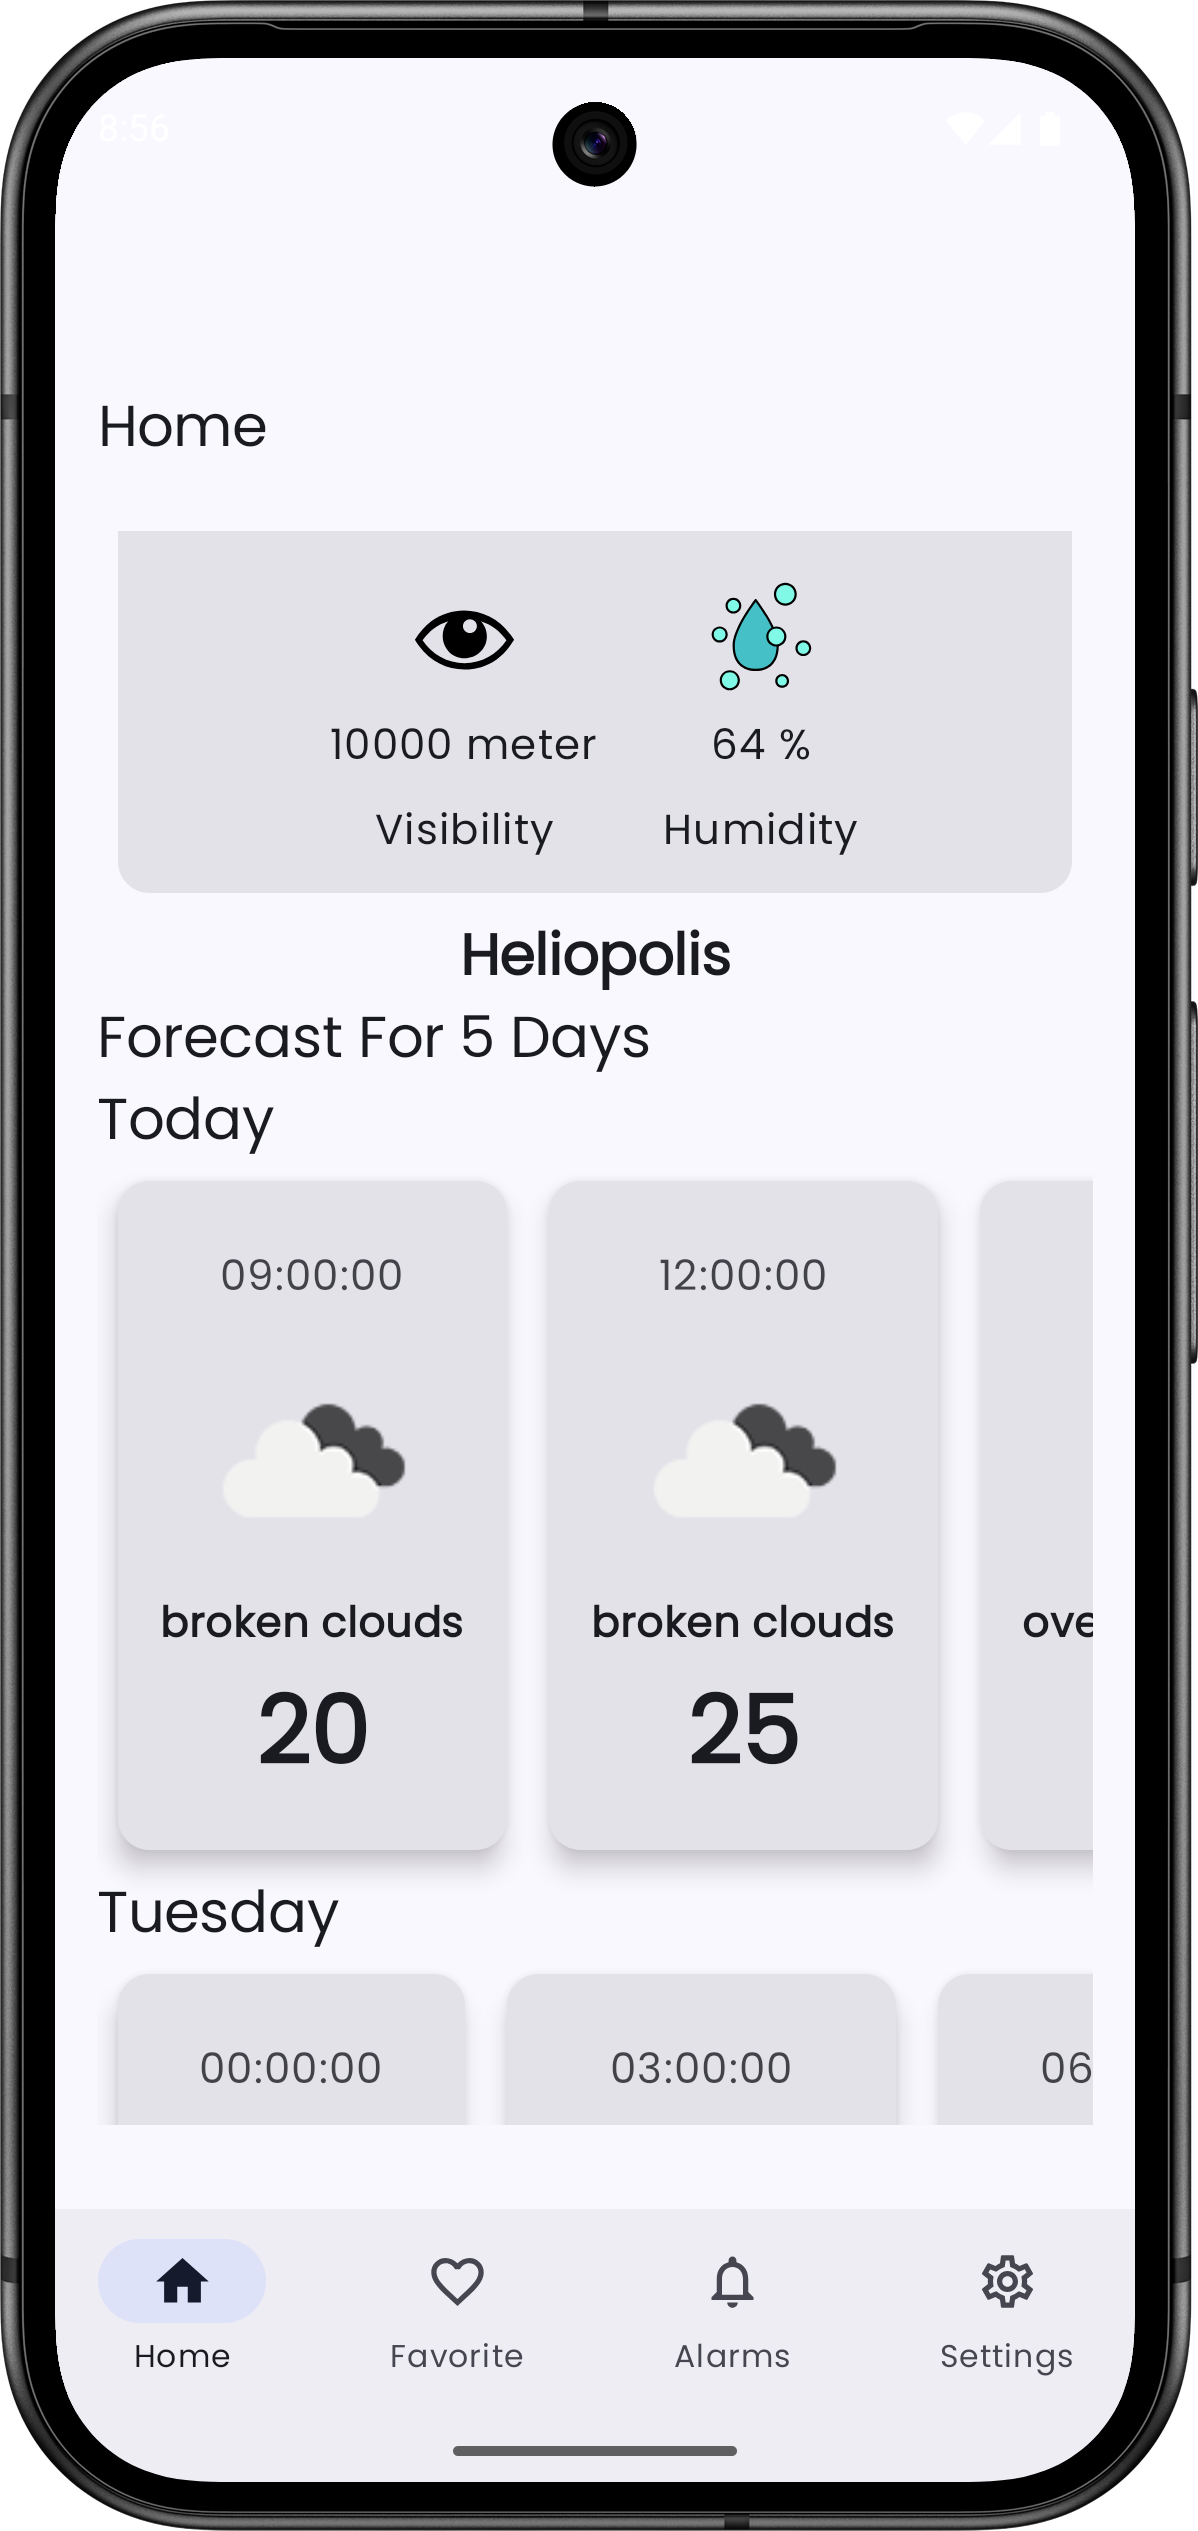 8:56
Home
10000 meter 64 %
Visibility Humidity
Heliopolis
Forecast For 5 Days
Today
09:00:00 12:00:00
broken clouds broken clouds ove
20 25
Tuesday
00:00:00 03:00:00 06
Home Favorite Alarms Settings